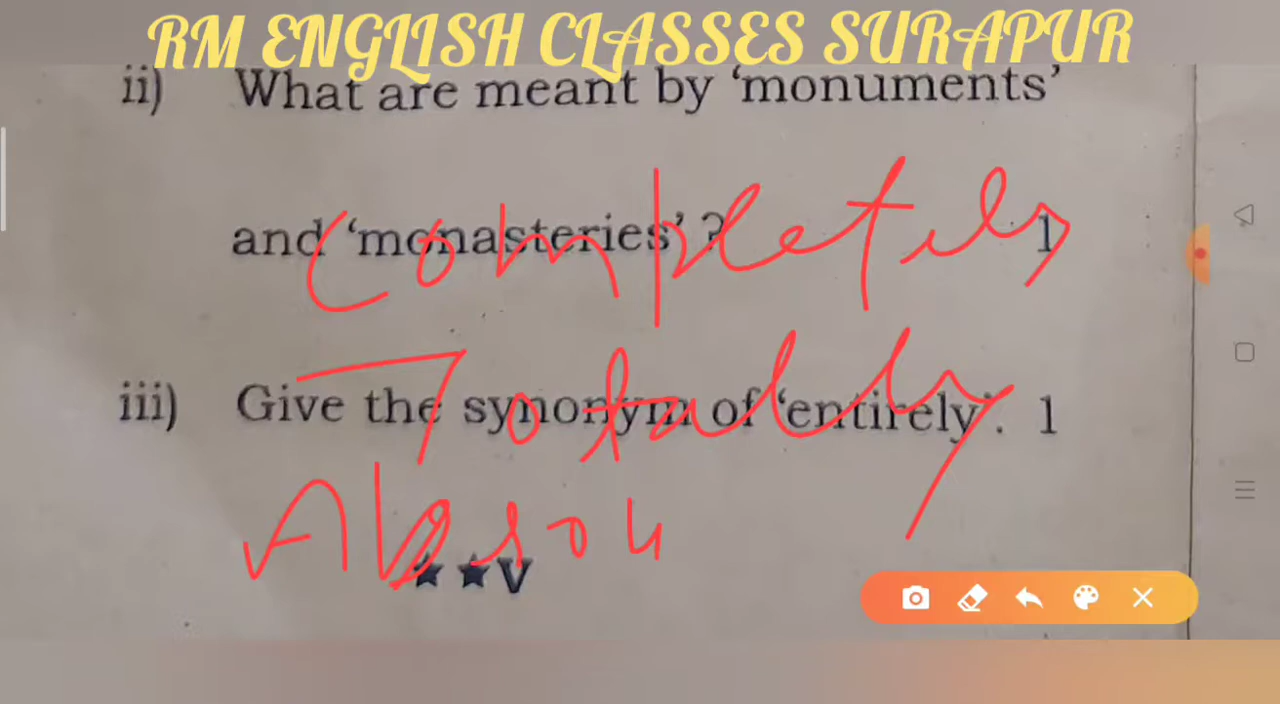 RM ENGLISH CLASSES SURAPUR
ii) What are meant by ‘monuments’
Completely
and ‘monasteries’ ? 1
Totally
iii) Give the synonym of ‘entirely’. 1
Absolu
★ ★V